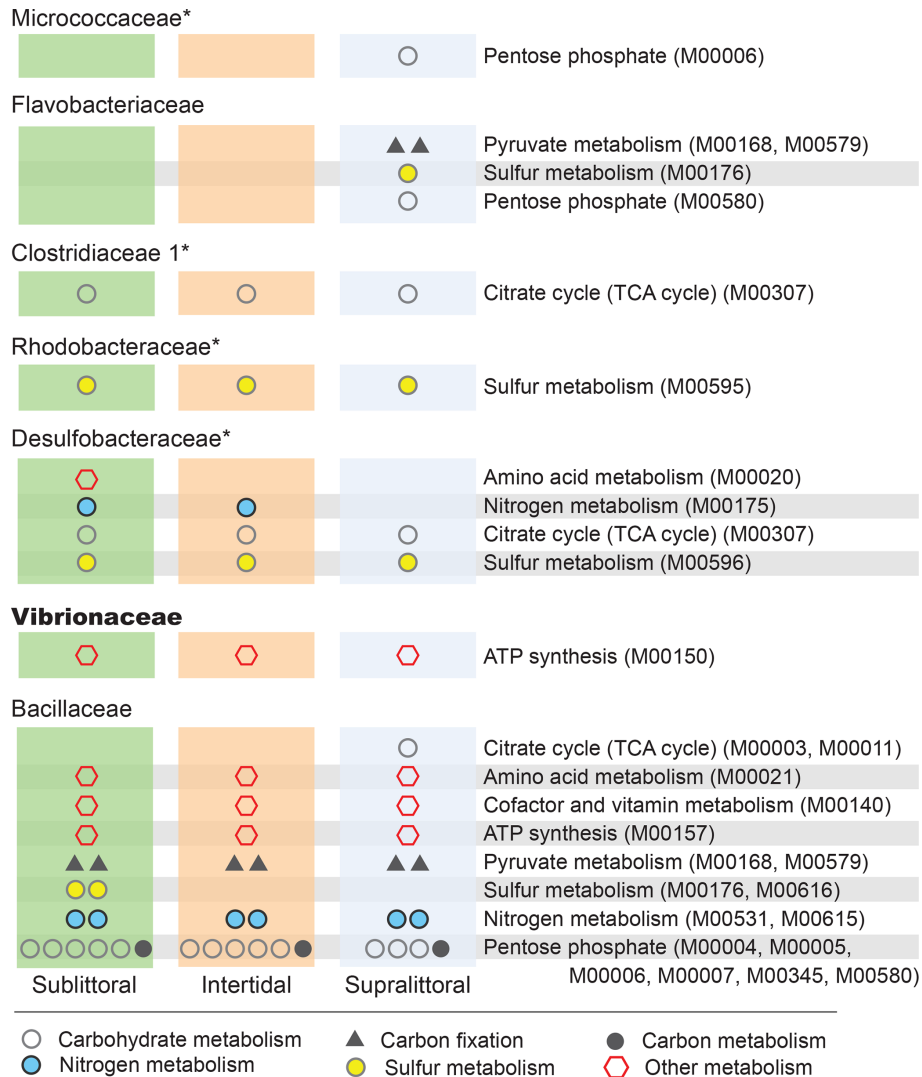 Micrococcaceae*
Pentose phosphate (M00006)
Flavobacteriaceae
Pyruvate metabolism (M00168, M00579)
Sulfur metabolism (M00176)
Pentose phosphate (M00580)
Clostridiaceae 1*
Citrate cycle (TCA cycle) (M00307)
Rhodobacteraceae*
Sulfur metabolism (M00595)
Desulfobacteraceae*
Amino acid metabolism (M00020)
Nitrogen metabolism (M00175)
Citrate cycle (TCA cycle) (M00307)
Sulfur metabolism (M00596)
Vibrionaceae
ATP synthesis (M00150)
Bacillaceae
Citrate cycle (TCA cycle) (M00003, M00011)
Amino acid metabolism (M00021)
Cofactor and vitamin metabolism (M00140)
ATP synthesis (M00157)
Pyruvate metabolism (M00168, M00579)
Sulfur metabolism (M00176, M00616)
Nitrogen metabolism (M00531, M00615)
Pentose phosphate (M00004, M00005,
M00006, M00007, M00345, M00580)
Sublittoral Intertidal Supralittoral
Carbohydrate metabolism Carbon fixation Carbon metabolism
Nitrogen metabolism Sulfur metabolism Other metabolism